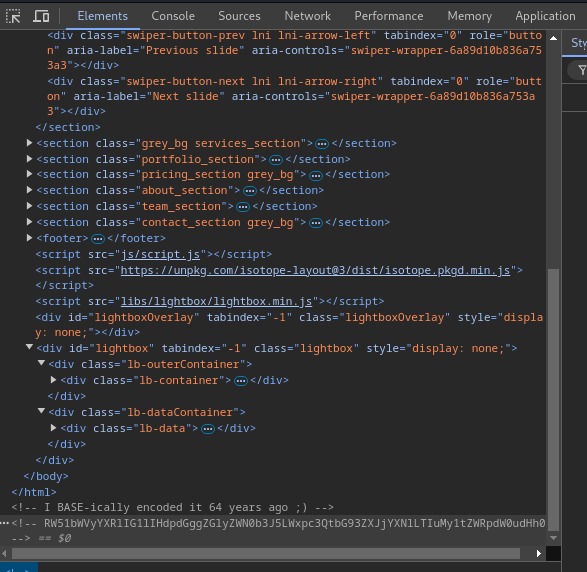 Elements Console Sources Network Performance Memory Application
<div class="swiper-button-prev lni lni-arrow-left" tabindex="0" role="butto
n" aria-label="Previous slide" aria-controls="swiper-wrapper-6a89d10b836a75
3a3"></div>
<div class="swiper-button-next lni lni-arrow-right" tabindex="0" role="butt
on" aria-label="Next slide" aria-controls="swiper-wrapper-6a89d10b836a753a
3"></div>
</section>
<section class="grey_bg services_section"></section>
<section class="portfolio_section"></section>
<section class="pricing_section grey_bg"></section>
<section class="about_section"></section>
<section class="team_section"></section>
<section class="contact_section grey_bg"></section>
<footer></footer>
<script src="js/script.js"></script>
<script src="https://unpkg.com/isotope-layout@3/dist/isotope.pkgd.min.js">
</script>
<script src="libs/lightbox/lightbox.min.js"></script>
<div id="lightboxOverlay" tabindex="-1" class="lightboxOverlay" style="displa
y: none;"></div>
<div id="lightbox" tabindex="-1" class="lightbox" style="display: none;">
<div class="lb-outerContainer">
<div class="lb-container"></div>
</div>
<div class="lb-dataContainer">
<div class="lb-data"></div>
</div>
</div>
</body>
</html>
<!-- I BASE-ically encoded it 64 years ago ;) -->
--> == $0
Sty